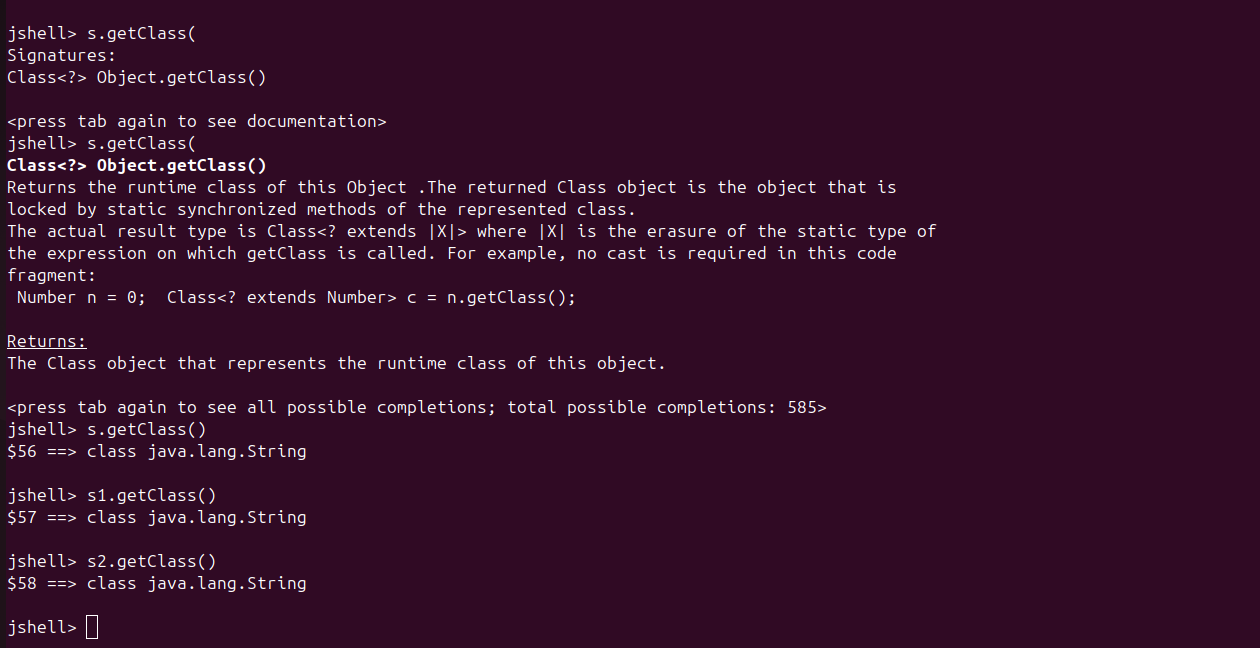 jshell> s.getClass(
Signatures:
Class<?> Object.getClass()
<press tab again to see documentation>
jshell> s.getClass(
Class<?> Object.getClass()
Returns the runtime class of this Object .The returned Class object is the object that is
locked by static synchronized methods of the represented class.
The actual result type is Class<? extends |X|> where |X| is the erasure of the static type of
the expression on which getClass is called. For example, no cast is required in this code
fragment:
 Number n = 0;  Class<? extends Number> c = n.getClass();
Returns:
The Class object that represents the runtime class of this object.
<press tab again to see all possible completions; total possible completions: 585>
jshell> s.getClass()
$56 ==> class java.lang.String
jshell> s1.getClass()
$57 ==> class java.lang.String
jshell> s2.getClass()
$58 ==> class java.lang.String
jshell>